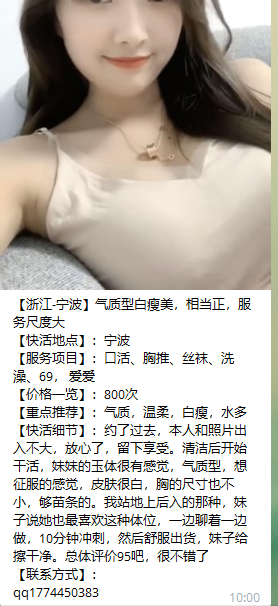 【浙江-宁波】气质型白瘦美，相当正，服
务尺度大
【快活地点】：宁波
【服务项目】：口活、胸推、丝袜、洗
澡、69， 爱爱
【价格一览】：800次
【重点推荐】：气质，温柔，白瘦，水多
【快活细节】：约了过去，本人和照片出
入不大，放心了，留下享受。清洁后开始
干活，妹妹的玉体很有感觉，气质型，想
征服的感觉，皮肤很白，胸的尺寸也不
小，够苗条的。我站地上后入的那种，妹
子说她也最喜欢这种体位，一边聊着一边
做，10分钟冲刺，然后舒服出货，妹子给
擦干净。总体评价95吧，很不错了
【联系方式】：
qq1774450383
10:00